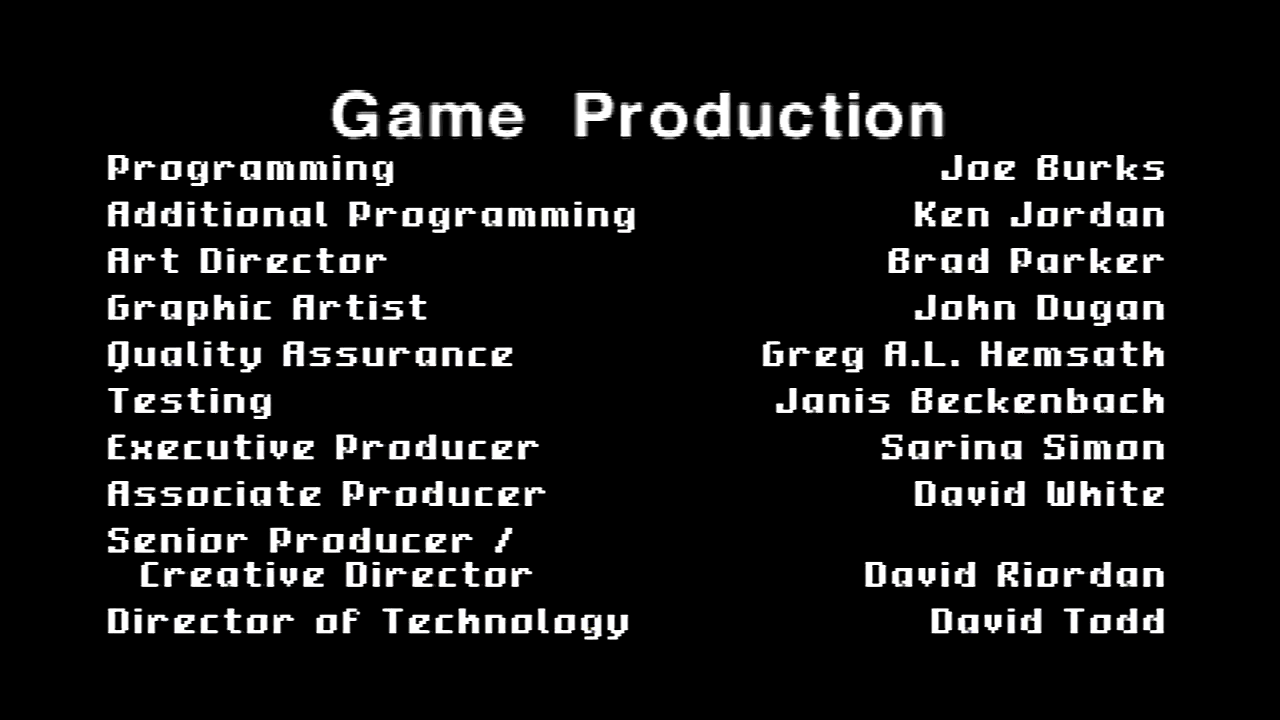 Game Production
Programming Joe Burks
Additional Programming Ken Jordan
Art Director Brad Parker
Graphic Artist John Dugan
Quality Assurance Greg A.L. Hemsath
Testing Janis Beckenbach
Executive Producer Sarina Simon
Associate Producer David White
Senior Producer /
Creative Director David Riordan
Director of Technology David Todd